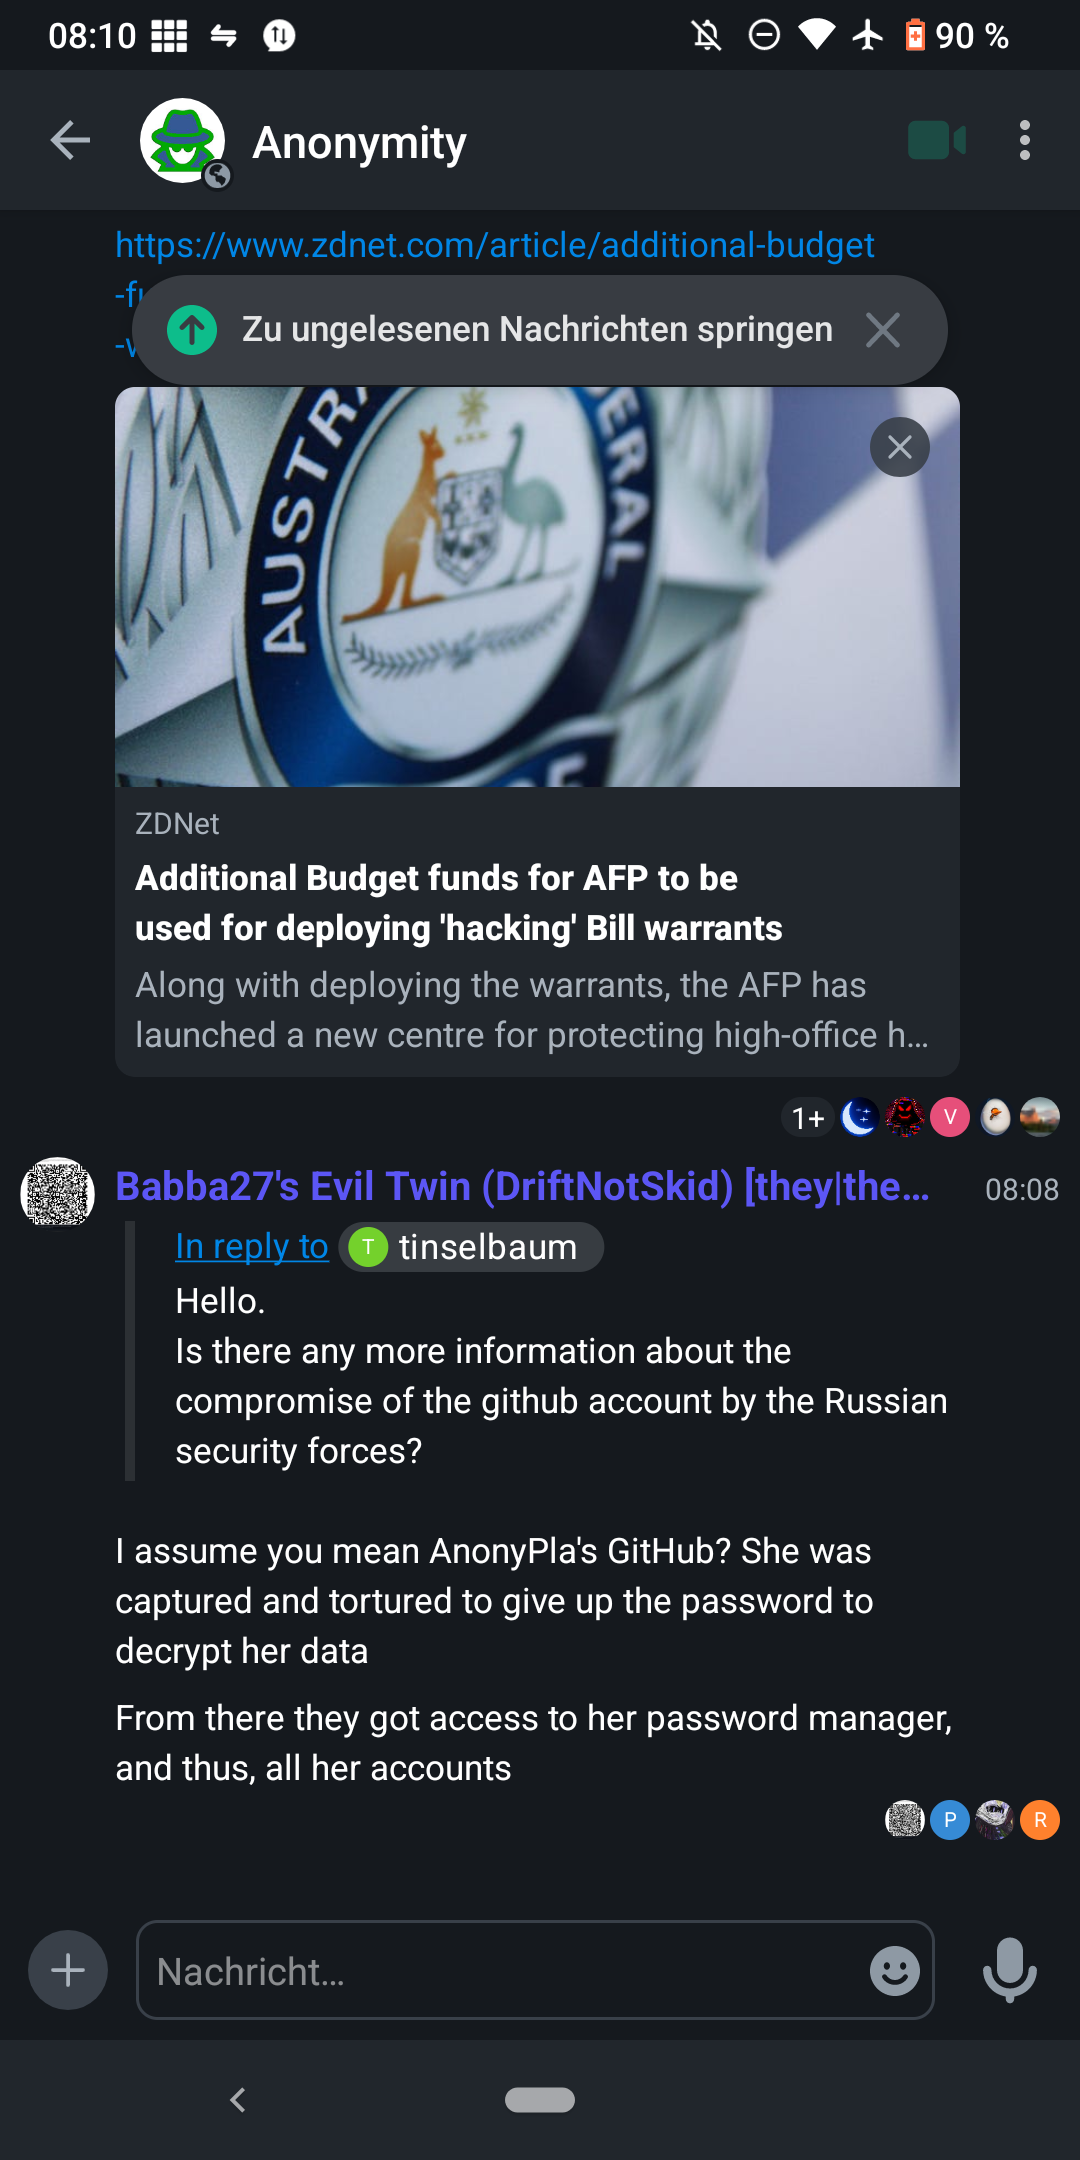 08:10
90 %
Anonymity
https://www.zdnet.com/article/additional-budget
Zu ungelesenen Nachrichten springen
AUSTRA
ERAL
CE
ZDNet
Additional Budget funds for AFP to be
used for deploying 'hacking' Bill warrants
Along with deploying the warrants, the AFP has
launched a new centre for protecting high-office h…
1+
V
Babba27's Evil Twin (DriftNotSkid) [they|the…
08:08
In reply to T tinselbaum
Hello.
Is there any more information about the
compromise of the github account by the Russian
security forces?
I assume you mean AnonyPla's GitHub? She was
captured and tortured to give up the password to
decrypt her data
From there they got access to her password manager,
and thus, all her accounts
P
R
Nachricht…